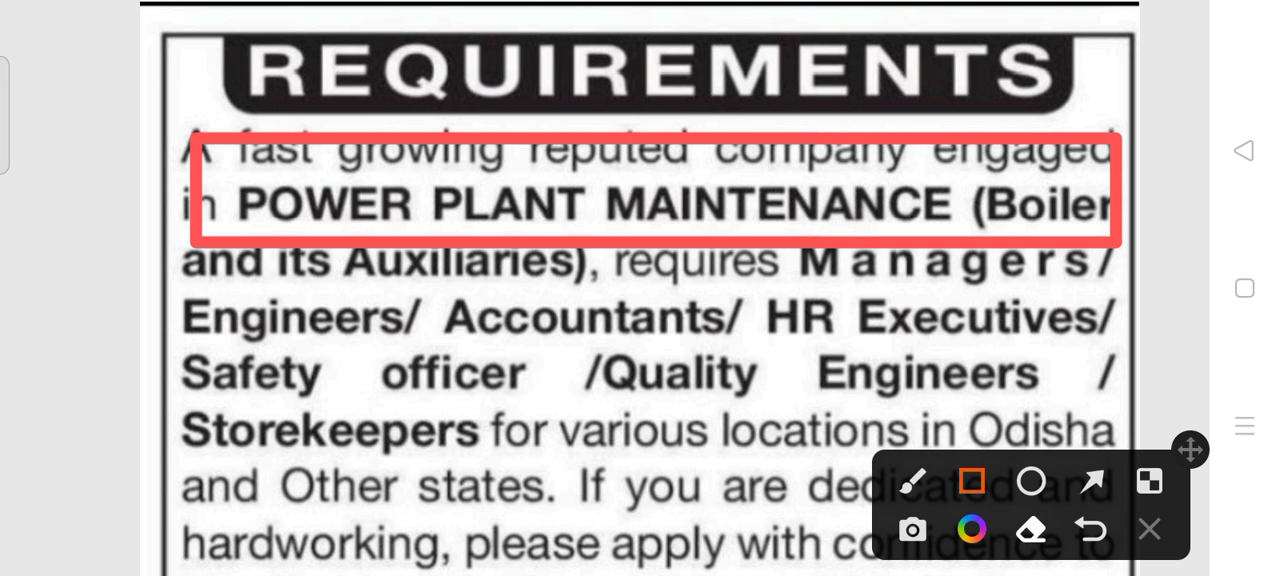 REQUIREMENTS
A fast growing reputed company engaged
in POWER PLANT MAINTENANCE (Boiler
and its Auxiliaries), requires Managers/
Engineers/ Accountants/ HR Executives/
Safety officer /Quality Engineers /
Storekeepers for various locations in Odisha
and Other states. If you are dedicated and
hardworking, please apply with confidence to